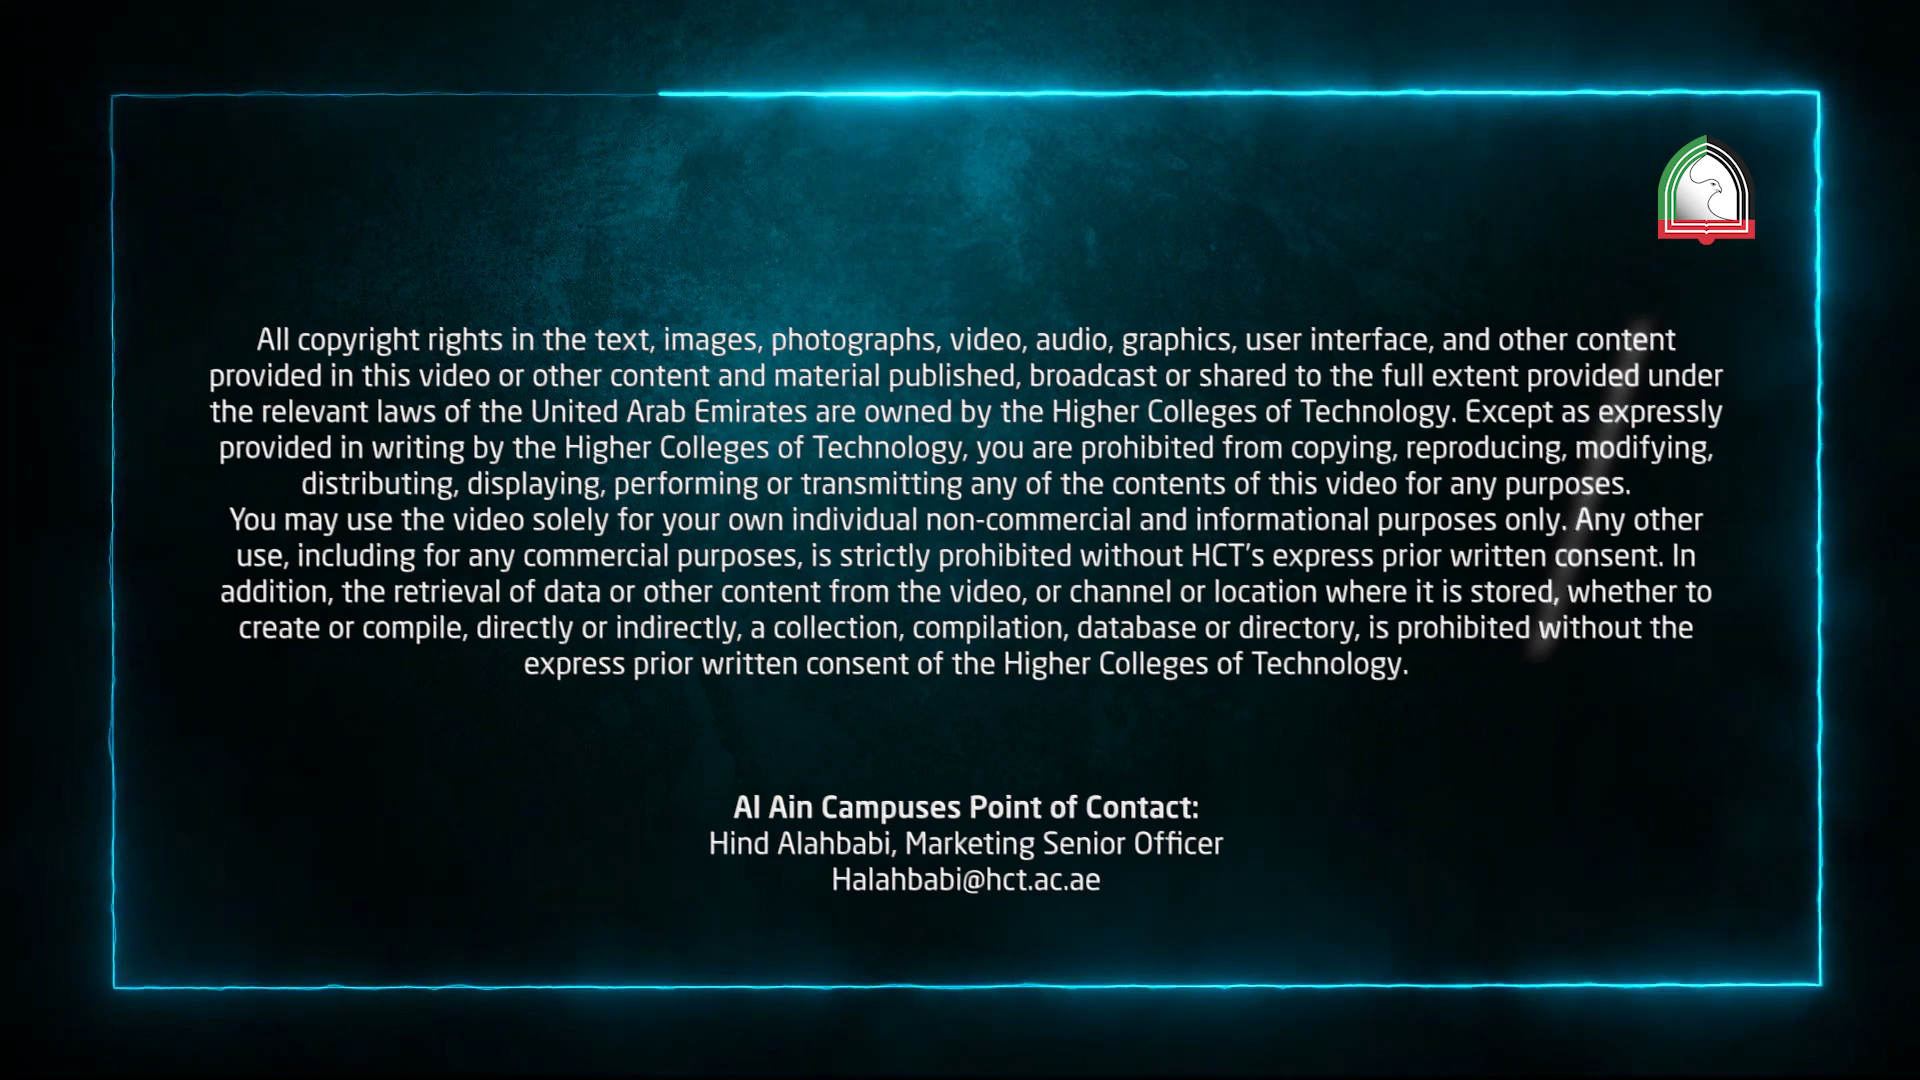 All copyright rights in the text, images, photographs, video, audio, graphics, user interface, and other content
provided in this video or other content and material published, broadcast or shared to the full extent provided under
the relevant laws of the United Arab Emirates are owned by the Higher Colleges of Technology. Except as expressly
provided in writing by the Higher Colleges of Technology, you are prohibited from copying, reproducing, modifying,
distributing, displaying, performing or transmitting any of the contents of this video for any purposes.
You may use the video solely for your own individual non-commercial and informational purposes only. Any other
use, including for any commercial purposes, is strictly prohibited without HCT's express prior written consent. In
addition, the retrieval of data or other content from the video, or channel or location where it is stored, whether to
create or compile, directly or indirectly, a collection, compilation, database or directory, is prohibited without the
express prior written consent of the Higher Colleges of Technology.
Al Ain Campuses Point of Contact:
Hind Alahbabi, Marketing Senior Officer
Halahbabi@hct.ac.ae